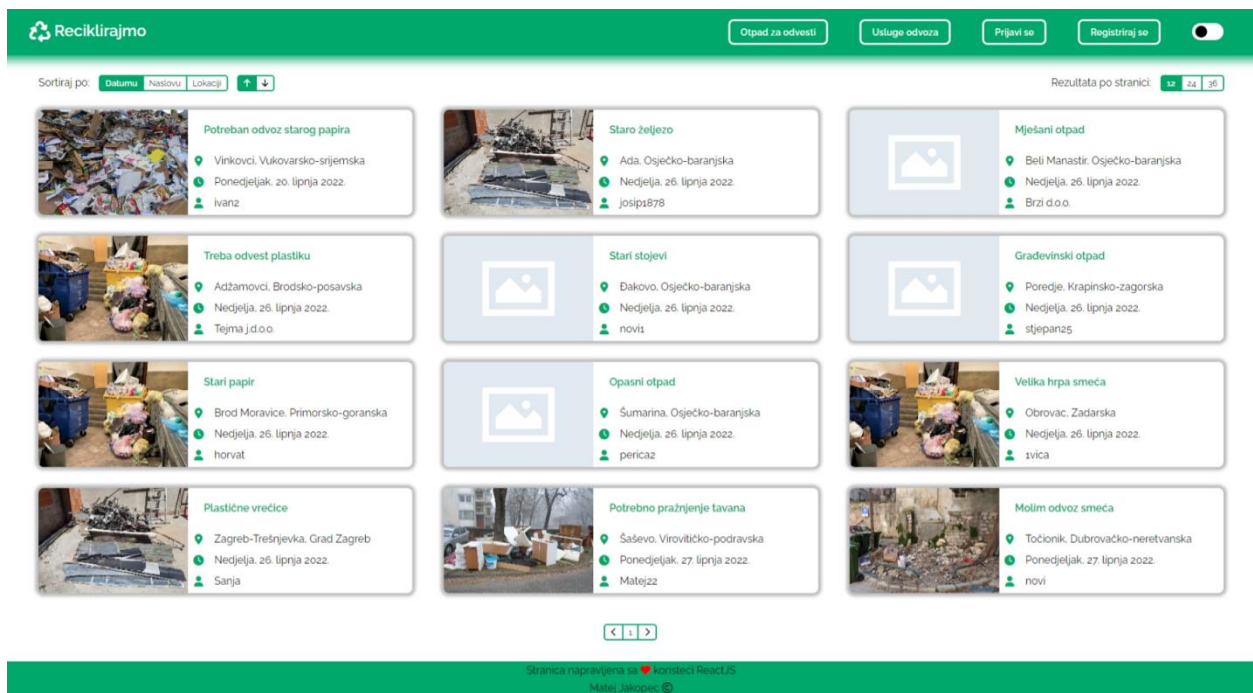 Reciklirajmo
Otpad za odvesti
Usluge odvoza
Prijavi se
Registriraj se
Sortiraj po: Datumu Naslovu Lokaciji
Rezultata po stranici: 12 24 36
Potreban odvoz starog papira
Vinkovci, Vukovarsko-srijemska
Ponedjeljak, 20. lipnja 2022.
ivan2
Staro željezo
Ada, Osječko-baranjska
Nedjelja, 26. lipnja 2022.
josip1878
Mješani otpad
Beli Manastir, Osječko-baranjska
Nedjelja, 26. lipnja 2022.
Brzi d.o.o.
Treba odvest plastiku
Adžamovci, Brodsko-posavska
Nedjelja, 26. lipnja 2022.
Tejma j.d.o.o.
Stari stojevi
Đakovo, Osječko-baranjska
Nedjelja, 26. lipnja 2022.
novi1
Građevinski otpad
Poredje, Krapinsko-zagorska
Nedjelja, 26. lipnja 2022.
stjepan25
Stari papir
Brod Moravice, Primorsko-goranska
Nedjelja, 26. lipnja 2022.
horvat
Opasni otpad
Šumarina, Osječko-baranjska
Nedjelja, 26. lipnja 2022.
perica2
Velika hrpa smeća
Obrovac, Zadarska
Nedjelja, 26. lipnja 2022.
1vica
Plastične vrećice
Zagreb-Trešnjevka, Grad Zagreb
Nedjelja, 26. lipnja 2022.
Sanja
Potrebno pražnjenje tavana
Šaševo, Virovitičko-podravska
Ponedjeljak, 27. lipnja 2022.
Matej22
Molim odvoz smeća
Točionik, Dubrovačko-neretvanska
Ponedjeljak, 27. lipnja 2022.
novi
1
Stranica napravljena sa ❤ koristeći ReactJS
Matej Jakopec ©